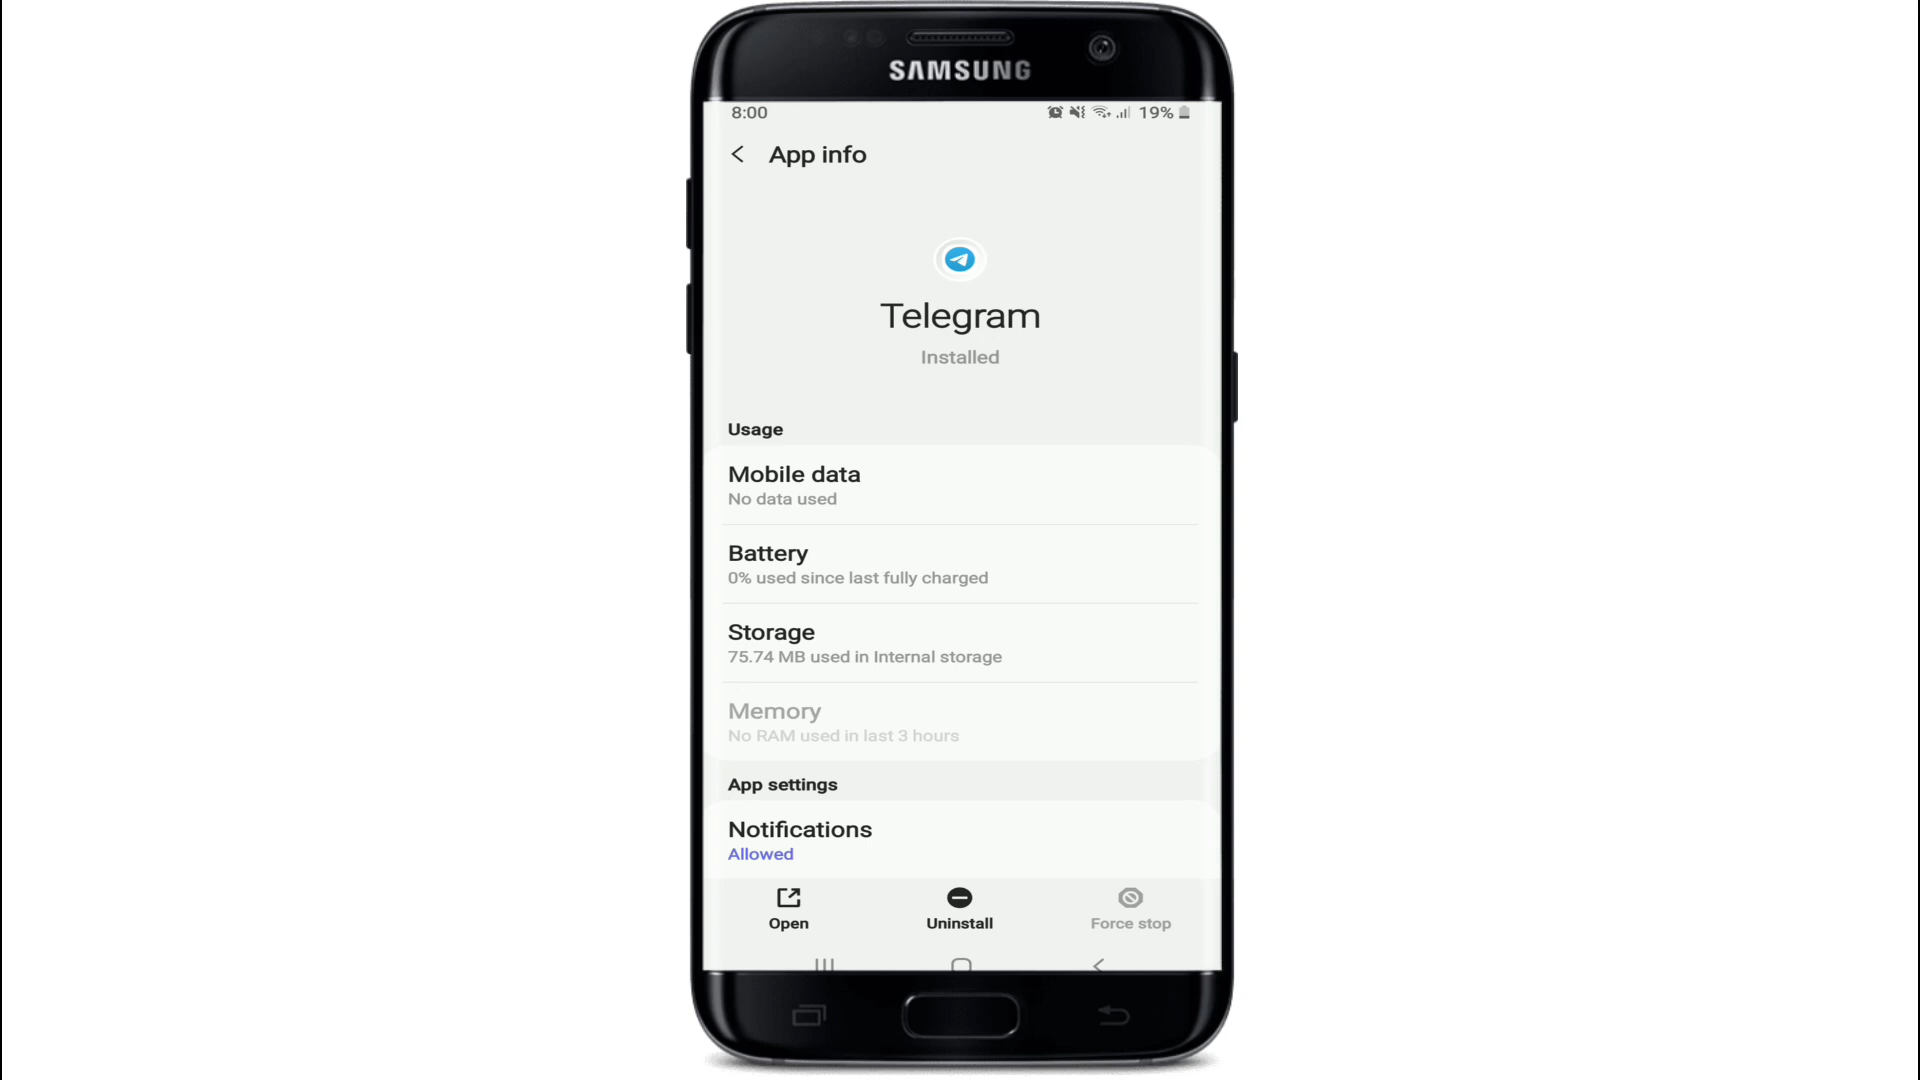 SAMSUNG
8:00 19%
App info
Telegram
Installed
Usage
Mobile data
No data used
Battery
0% used since last fully charged
Storage
75.74 MB used in Internal storage
Memory
No RAM used in last 3 hours
App settings
Notifications
Allowed
Open Uninstall Force stop